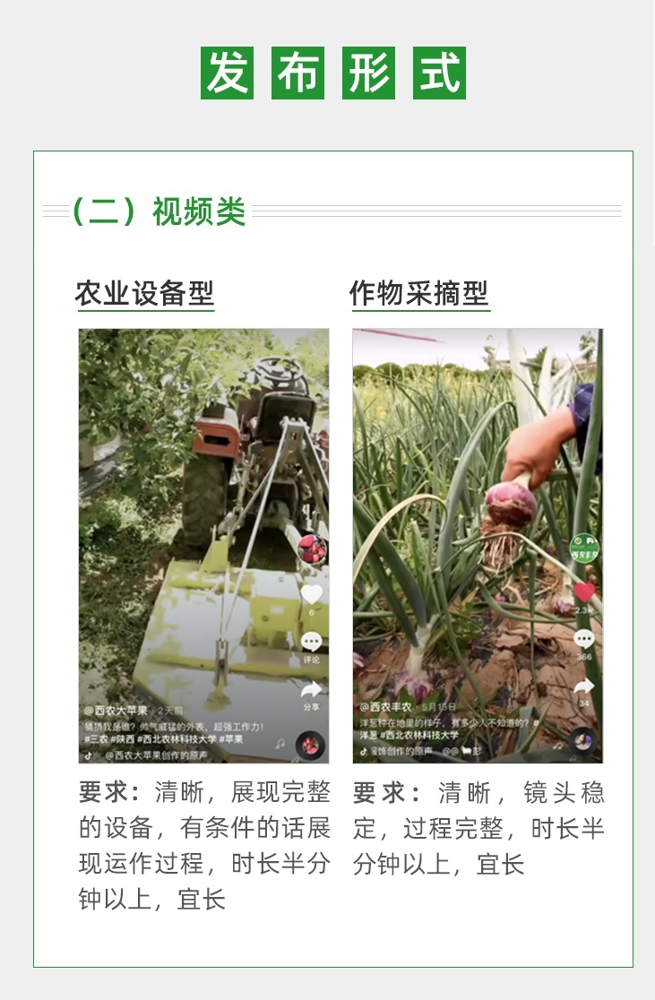 发布形式
（二）视频类
农业设备型
6
评论
分享
@西农大苹果 · 2天前
猜猜我是谁？帅气威猛的外表，超强工作力！
#三农 #陕西 #西北农林科技大学 #苹果
@西农大苹果创作的原声
要求：清晰，展现完整
的设备，有条件的话展
现运作过程，时长半分
钟以上，宜长
作物采摘型
2.3w
366
34
@西农丰农 · 5月15日
洋葱种在地里的样子，有多少人不知道的？#
洋葱 #西北农林科技大学
服饰创作的原声 @@
要求：清晰，镜头稳
定，过程完整，时长半
分钟以上，宜长